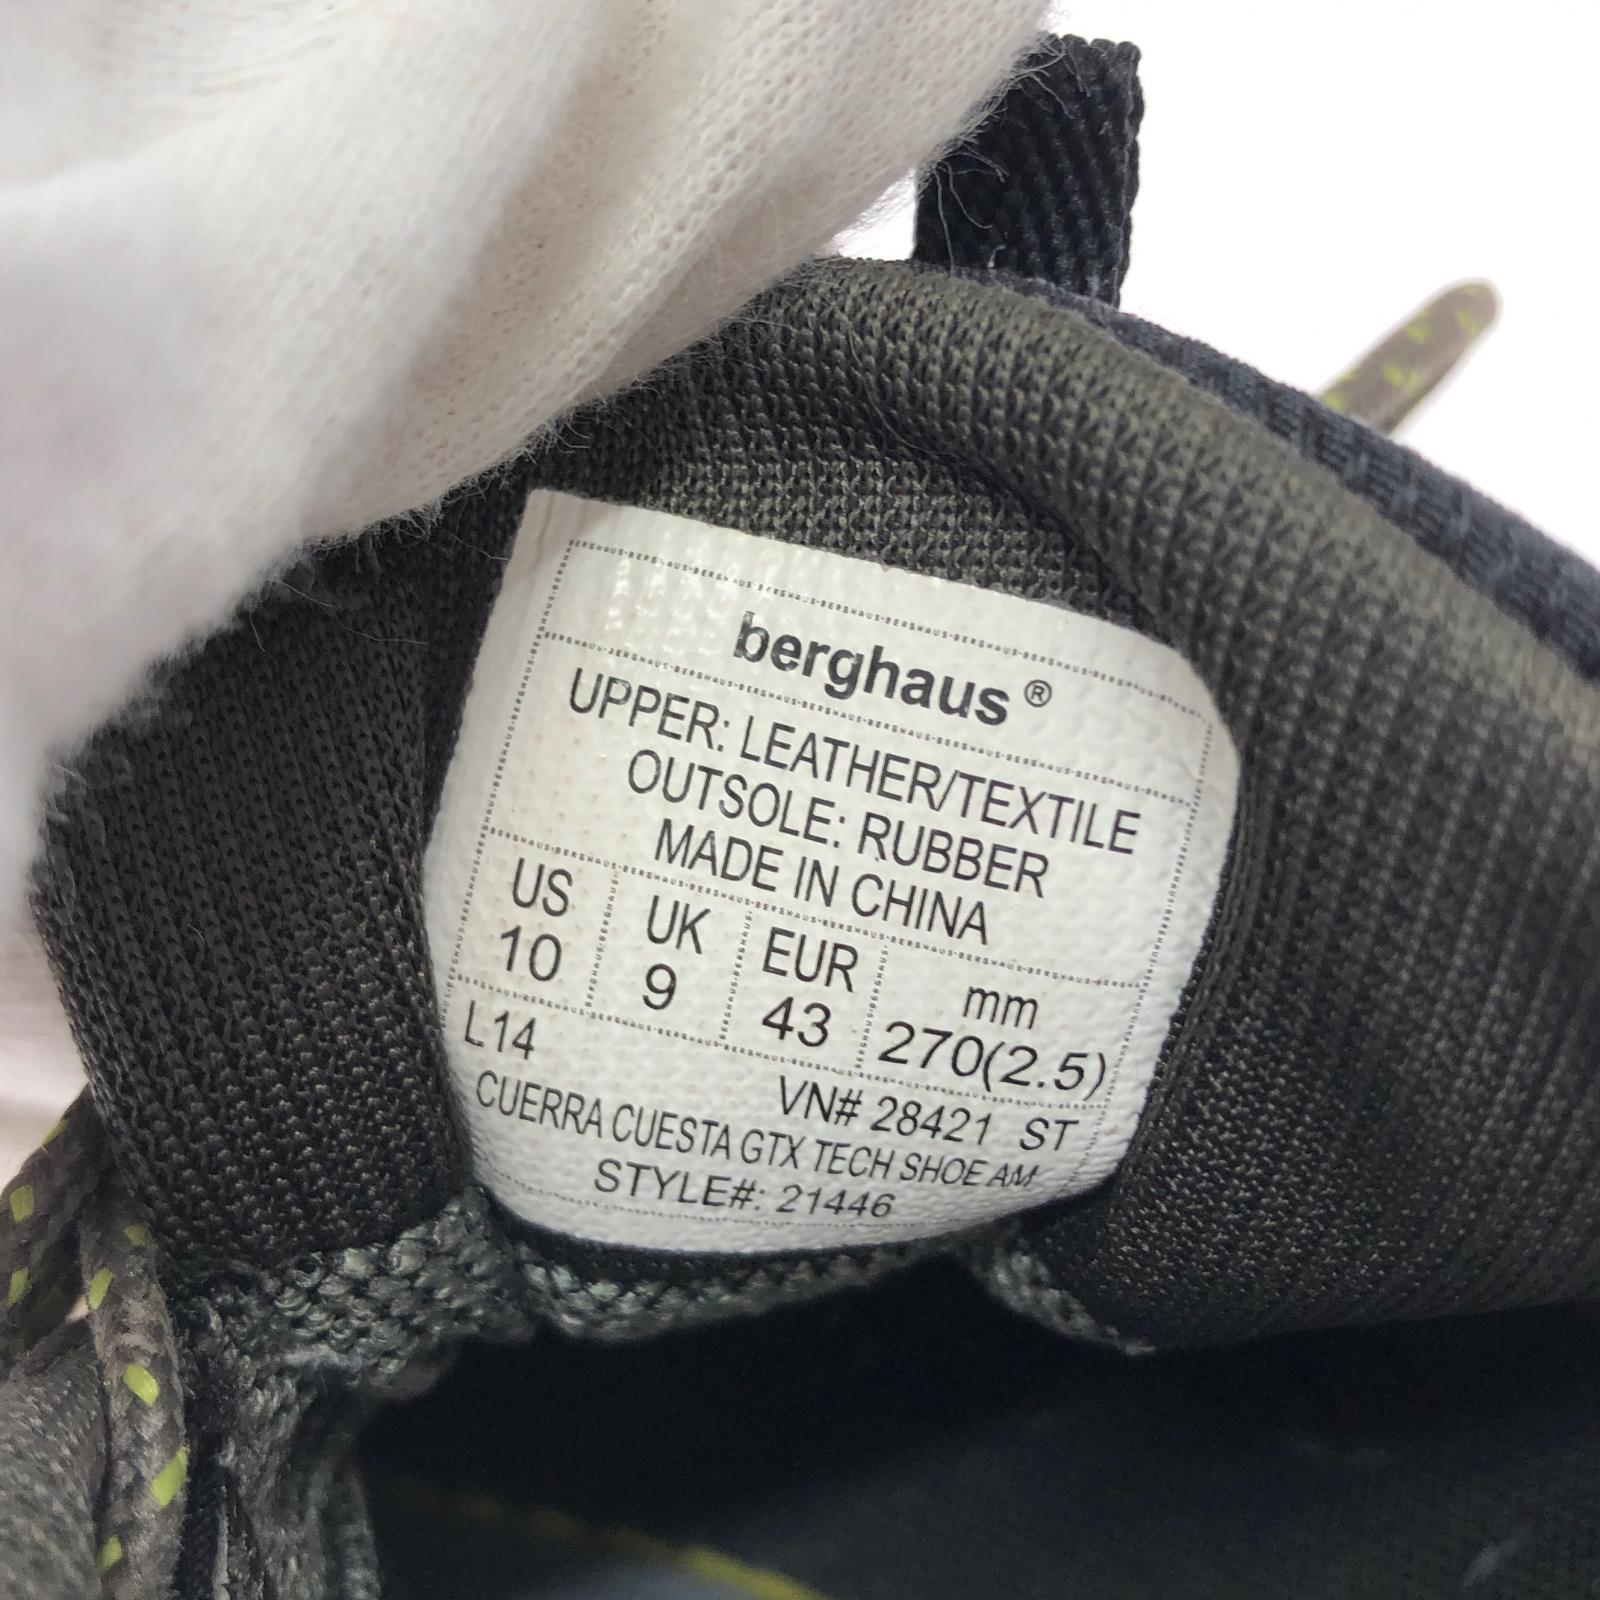 berghaus®
UPPER: LEATHER/TEXTILE
OUTSOLE: RUBBER
MADE IN CHINA
US UK EUR mm
10 9 43 270(2.5)
L14
VN# 28421 ST
CUERRA CUESTA GTX TECH SHOE AM
STYLE#: 21446